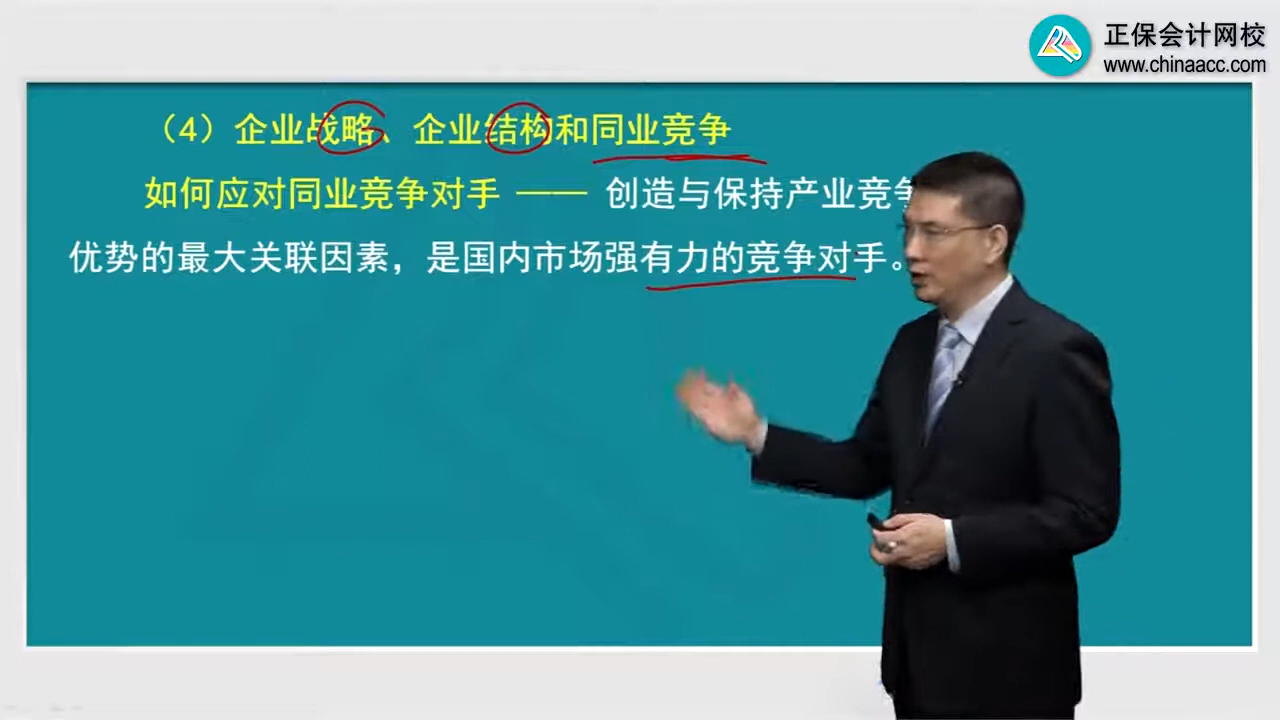 正保会计网校
www.chinaacc.com
（4）企业战略、企业结构和同业竞争
如何应对同业竞争对手 —— 创造与保持产业竞争
优势的最大关联因素，是国内市场强有力的竞争对手。